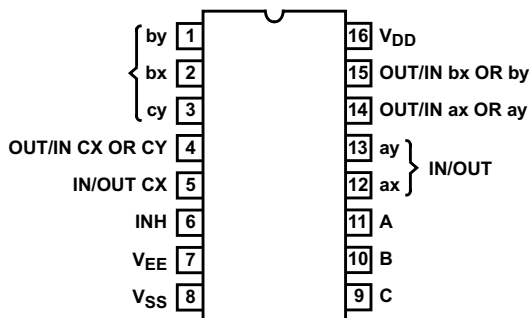 by 1
bx 2
cy 3
OUT/IN CX OR CY 4
IN/OUT CX 5
INH 6
VEE 7
VSS 8
16 VDD
15 OUT/IN bx OR by
14 OUT/IN ax OR ay
13 ay
IN/OUT
12 ax
11 A
10 B
9 C